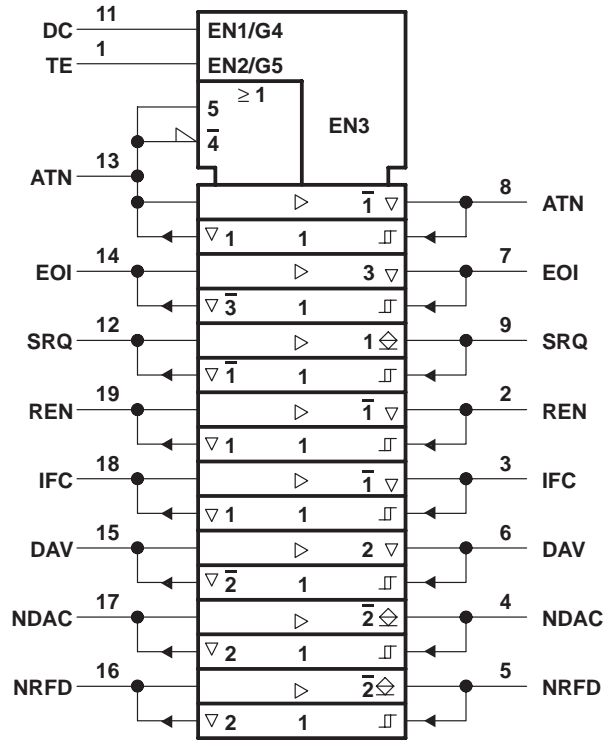 11
DC EN1/G4
1
TE EN2/G5
≥ 1
5
EN3
4̅
13
ATN
8
1̅ ATN
1 1
14 7
EOI 3 EOI
3̅ 1
12 9
SRQ 1 SRQ
1̅ 1
19 2
REN 1̅ REN
1 1
18 3
IFC 1̅ IFC
1 1
15 6
DAV 2 DAV
2̅ 1
17 4
NDAC 2̅ NDAC
2 1
16 5
NRFD 2̅ NRFD
2 1